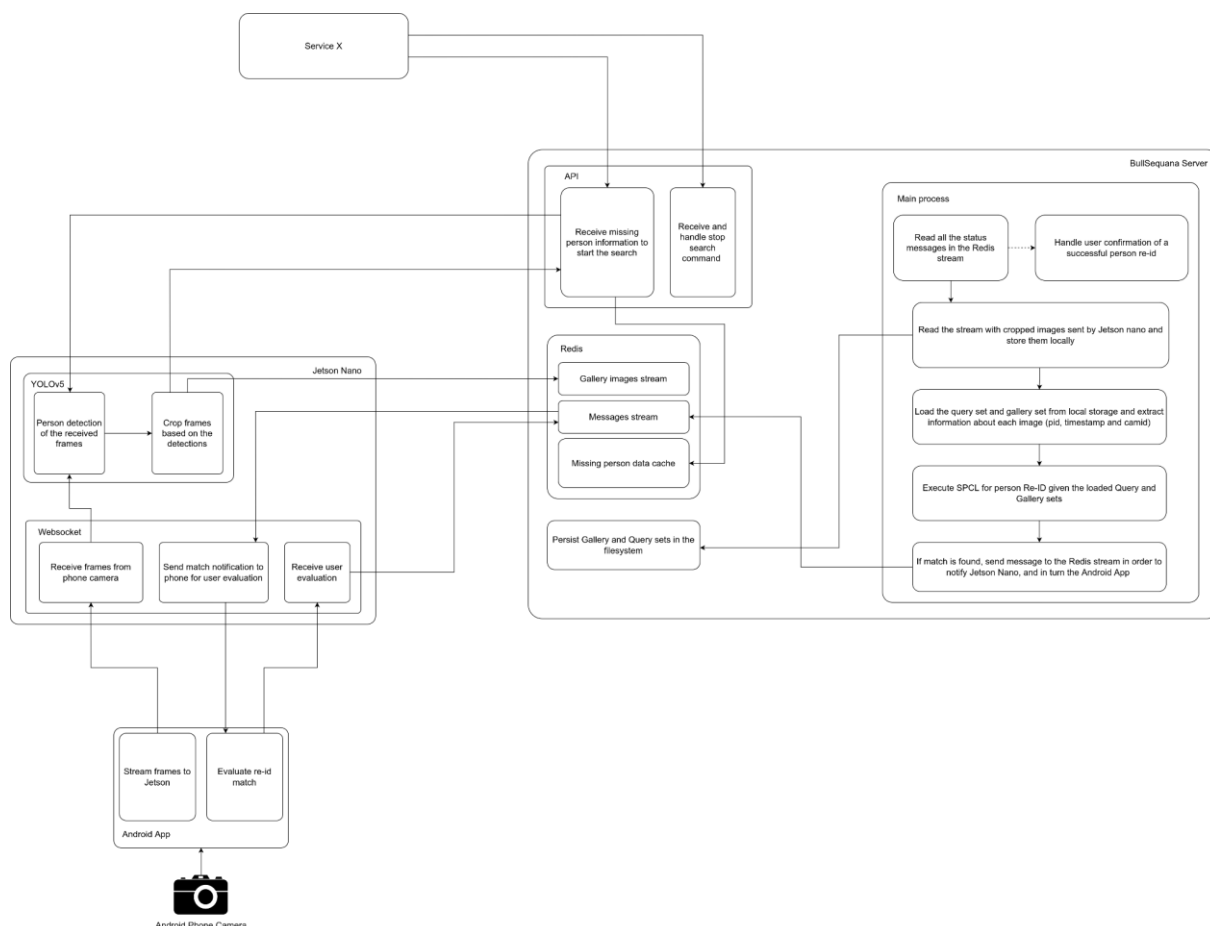 Service X
BullSequana Server
API
Receive missing
person information to
start the search
Receive and
handle stop
search
command
Main process
Read all the status
messages in the Redis
stream
Handle user confirmation of a
successful person re-id
Read the stream with cropped images sent by Jetson nano and
store them locally
Load the query set and gallery set from local storage and extract
information about each image (pid, timestamp and camid)
Execute SPCL for person Re-ID given the loaded Query and
Gallery sets
If match is found, send message to the Redis stream in order to
notify Jetson Nano, and in turn the Android App
Redis
Gallery images stream
Messages stream
Missing person data cache
Persist Gallery and Query sets in the
filesystem
Jetson Nano
YOLOv5
Person detection
of the received
frames
Crop frames
based on the
detections
Websocket
Receive frames from
phone camera
Send match notification to
phone for user evaluation
Receive user
evaluation
Stream frames to
Jetson
Evaluate re-id
match
Android App
Android Phone Camera